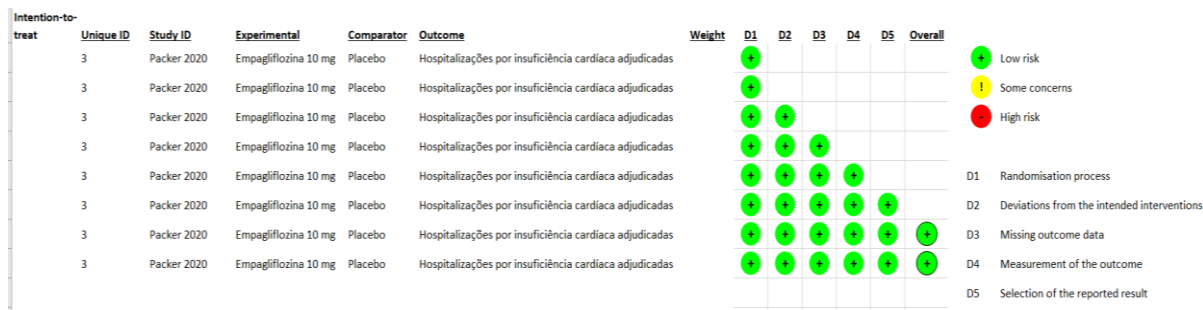 Intention-to-
treat Unique ID Study ID Experimental Comparator Outcome Weight D1 D2 D3 D4 D5 Overall
3 Packer 2020 Empagliflozina 10 mg Placebo Hospitalizações por insuficiência cardíaca adjudicadas + + Low risk
3 Packer 2020 Empagliflozina 10 mg Placebo Hospitalizações por insuficiência cardíaca adjudicadas + ! Some concerns
3 Packer 2020 Empagliflozina 10 mg Placebo Hospitalizações por insuficiência cardíaca adjudicadas + + - High risk
3 Packer 2020 Empagliflozina 10 mg Placebo Hospitalizações por insuficiência cardíaca adjudicadas + + +
3 Packer 2020 Empagliflozina 10 mg Placebo Hospitalizações por insuficiência cardíaca adjudicadas + + + + D1 Randomisation process
3 Packer 2020 Empagliflozina 10 mg Placebo Hospitalizações por insuficiência cardíaca adjudicadas + + + + + D2 Deviations from the intended interventions
3 Packer 2020 Empagliflozina 10 mg Placebo Hospitalizações por insuficiência cardíaca adjudicadas + + + + + + D3 Missing outcome data
3 Packer 2020 Empagliflozina 10 mg Placebo Hospitalizações por insuficiência cardíaca adjudicadas + + + + + + D4 Measurement of the outcome
D5 Selection of the reported result